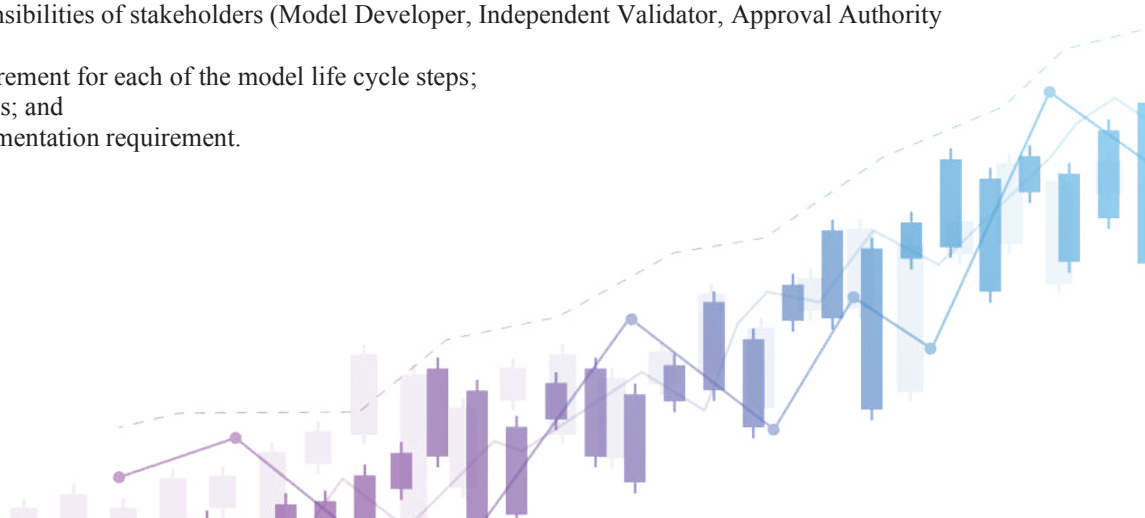 nsibilities of stakeholders (Model Developer, Independent Validator, Approval Authority
rement for each of the model life cycle steps;
s; and
mentation requirement.